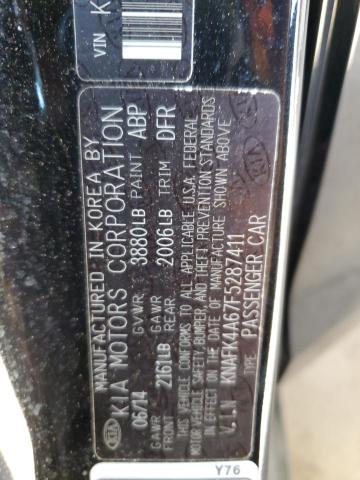 VIN K
MANUFACTURED IN KOREA BY
KIA KIA MOTORS CORPORATION
06/14 GVWR 3880LB PAINT ABP
GAWR FRONT 2161LB GAWR REAR 2006LB TRIM DFR
THIS VEHICLE CONFORMS TO ALL APPLICABLE U.S.A. FEDERAL
MOTOR VEHICLE SAFETY, BUMPER, AND THEFT PREVENTION STANDARDS
IN EFFECT ON THE DATE OF MANUFACTURE SHOWN ABOVE
V.I.N KNAFK4A67F5287411
TYPE: PASSENGER CAR
Y76